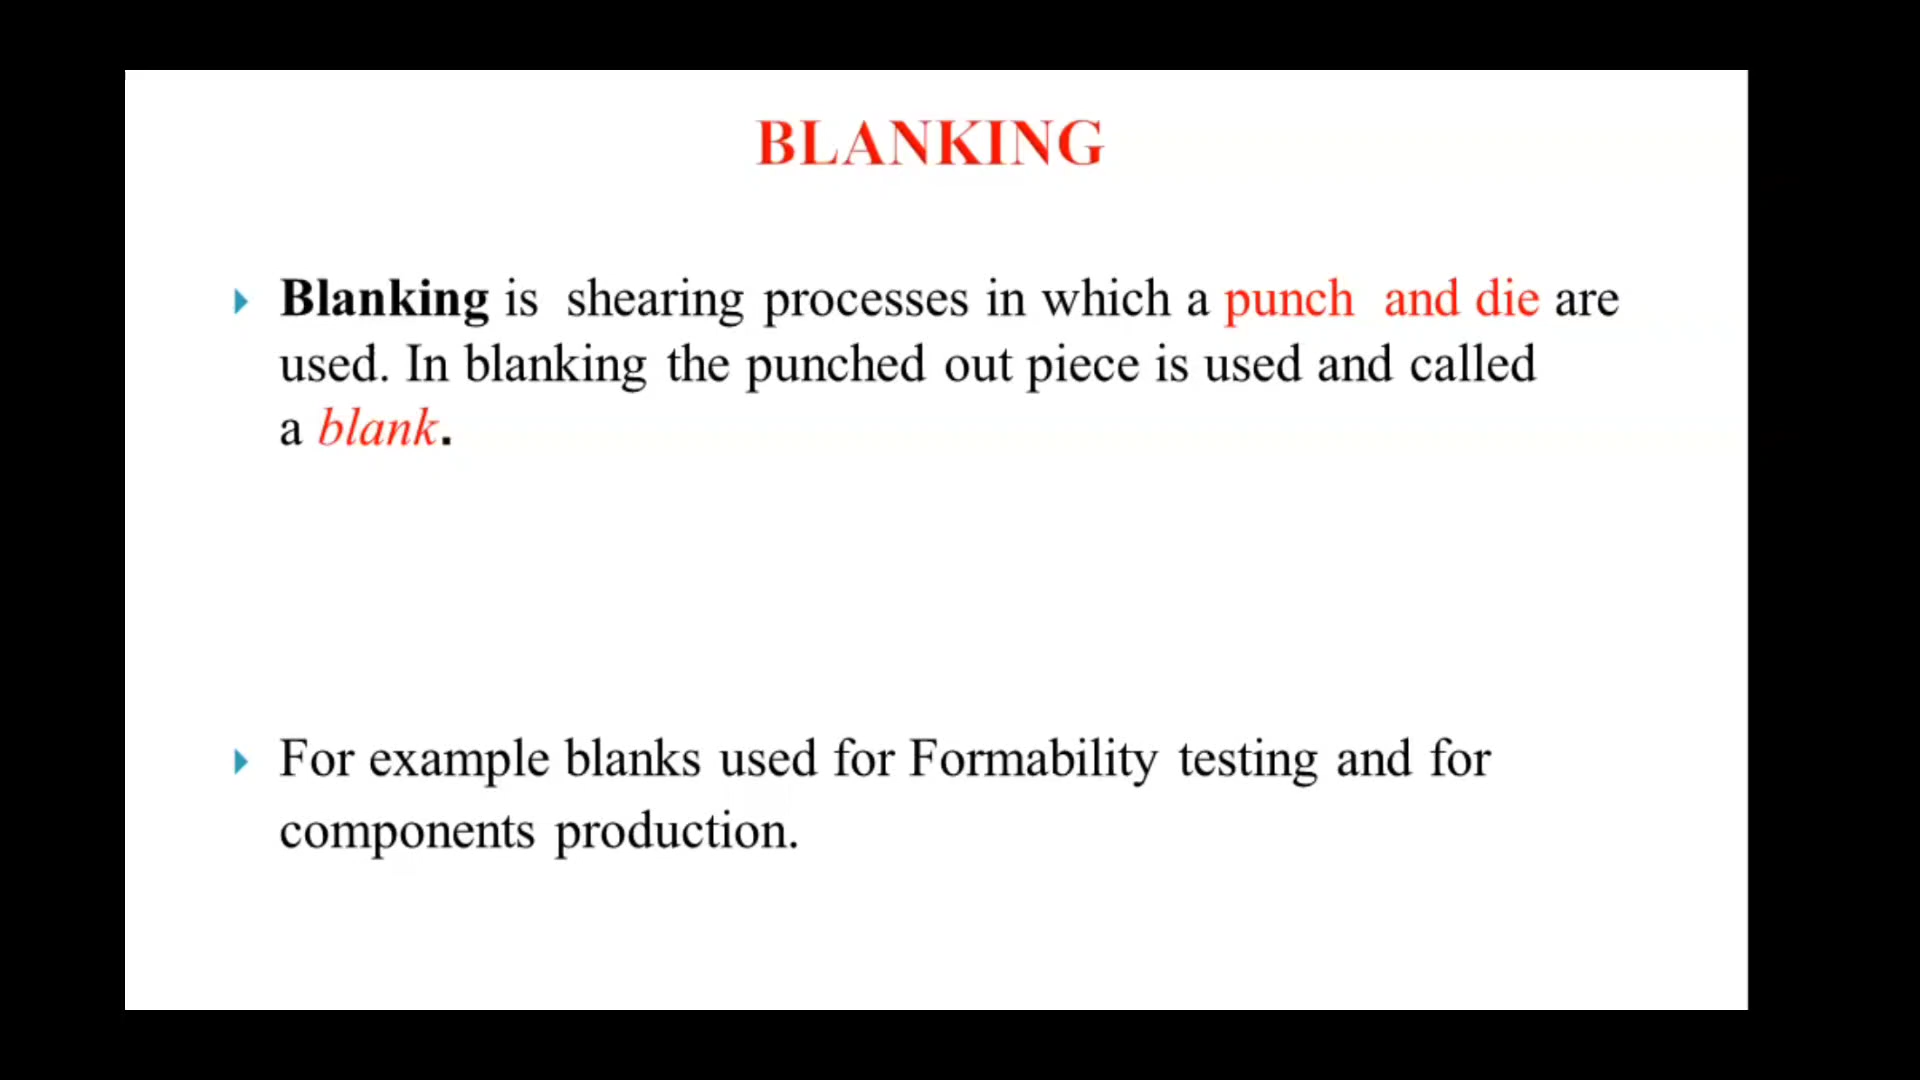 BLANKING
Blanking is shearing processes in which a punch and die are
used. In blanking the punched out piece is used and called
a blank.
For example blanks used for Formability testing and for
components production.